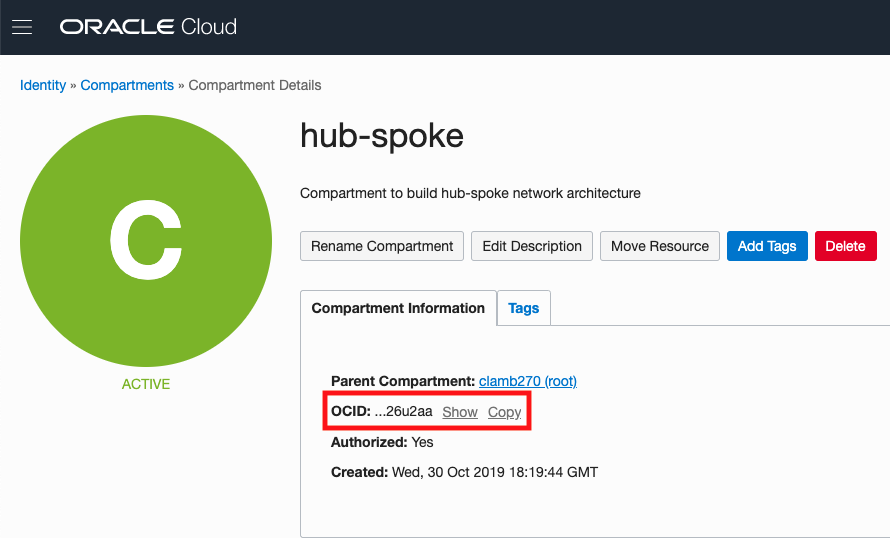 ORACLE Cloud
Identity » Compartments » Compartment Details
C
ACTIVE
hub-spoke
Compartment to build hub-spoke network architecture
Rename Compartment Edit Description Move Resource Add Tags Delete
Compartment Information Tags
Parent Compartment: clamb270 (root)
OCID: ...26u2aa Show Copy
Authorized: Yes
Created: Wed, 30 Oct 2019 18:19:44 GMT